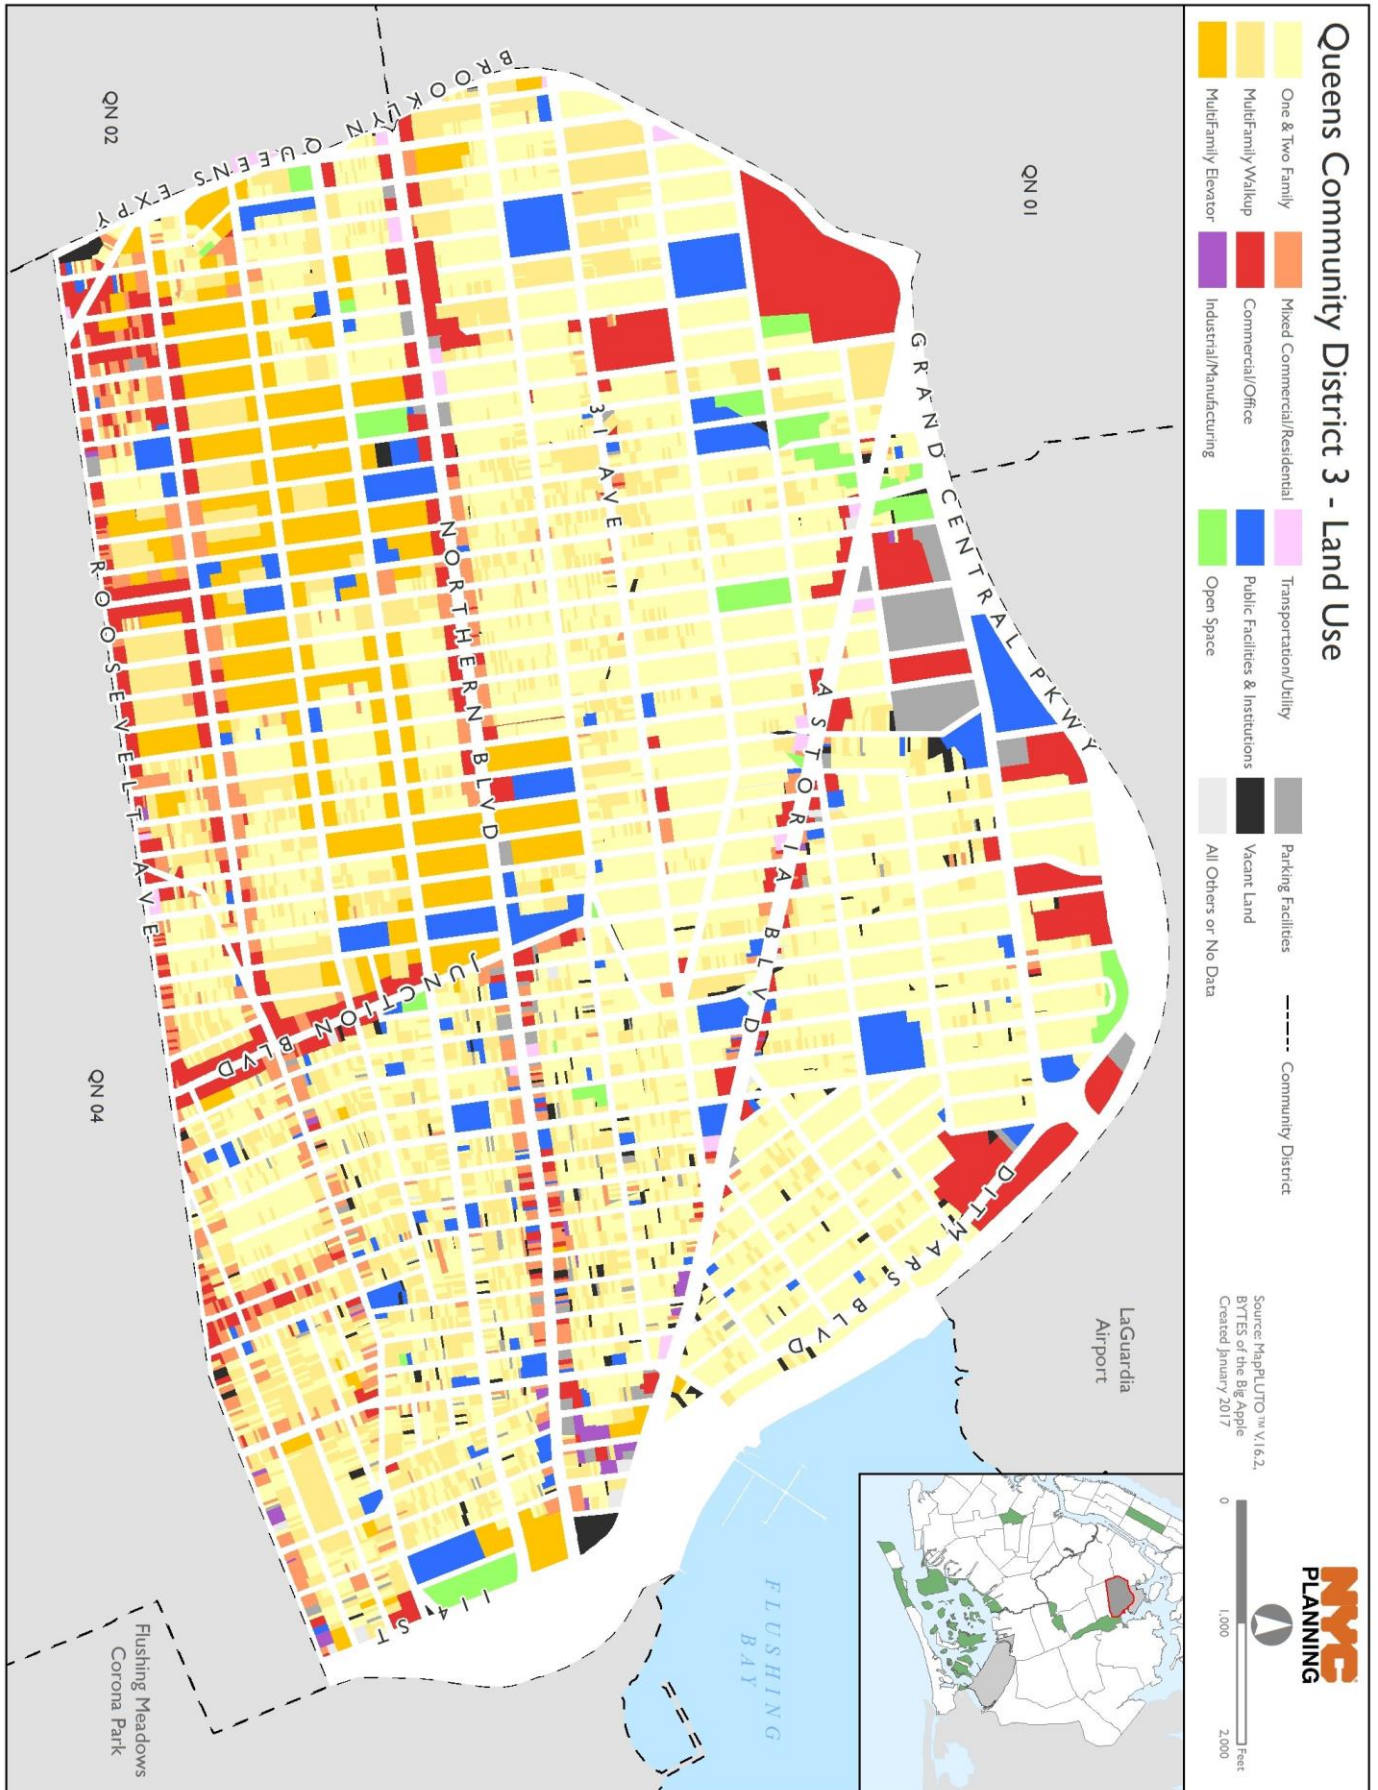 Queens Community District 3 - Land Use
One & Two Family
MultiFamily Walkup
MultiFamily Elevator
Mixed Commercial/Residential
Commercial/Office
Industrial/Manufacturing
Transportation/Utility
Public Facilities & Institutions
Open Space
Parking Facilities
Vacant Land
All Others or No Data
Community District
Source: MapPLUTO™ V.16.2,
BYTES of the Big Apple
Created January 2017
0 1,000 2,000
Feet
NYC
PLANNING
QN 01
LaGuardia
Airport
GRAND CENTRAL PKWY
DITMARS BLVD
ASTORIA BLVD
31 AVE
FLUSHING
BAY
BROOKLYN QUEENS EXPY
NORTHERN BLVD
JUNCTION BLVD
114 ST
ROOSEVELT AVE
QN 02
QN 04
Flushing Meadows
Corona Park